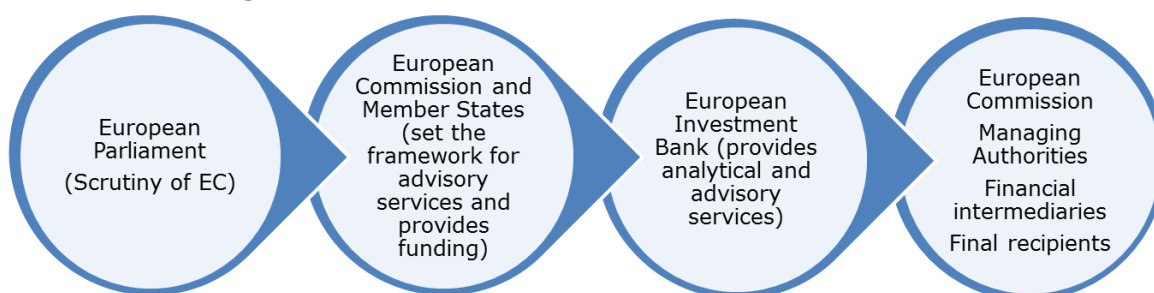 European
Parliament
(Scrutiny of EC)
European
Commission and
Member States
(set the
framework for
advisory
services and
provides
funding)
European
Investment
Bank (provides
analytical and
advisory
services)
European
Commission
Managing
Authorities
Financial
intermediaries
Final recipients